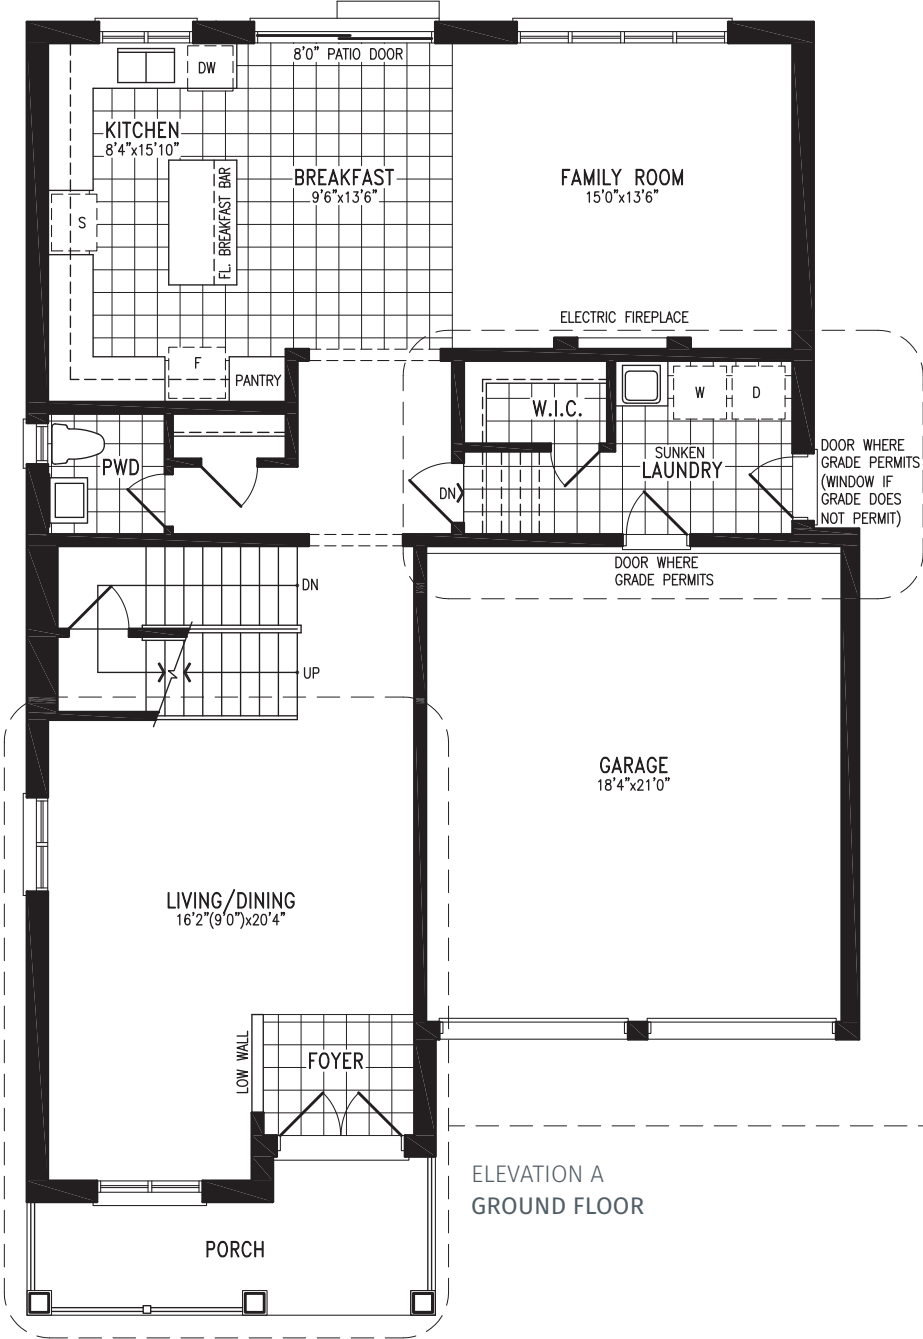 8'0" PATIO DOOR
DW
KITCHEN
8'4"x15'10"
BREAKFAST
9'6"x13'6"
FAMILY ROOM
15'0"x13'6"
S
FL. BREAKFAST BAR
ELECTRIC FIREPLACE
F
PANTRY
W.I.C.
W
D
PWD
SUNKEN
LAUNDRY
DN
DOOR WHERE
GRADE PERMITS
(WINDOW IF
GRADE DOES
NOT PERMIT)
DOOR WHERE
GRADE PERMITS
DN
UP
GARAGE
18'4"x21'0"
LIVING/DINING
16'2"(9'0")x20'4"
LOW WALL
FOYER
ELEVATION A
GROUND FLOOR
PORCH